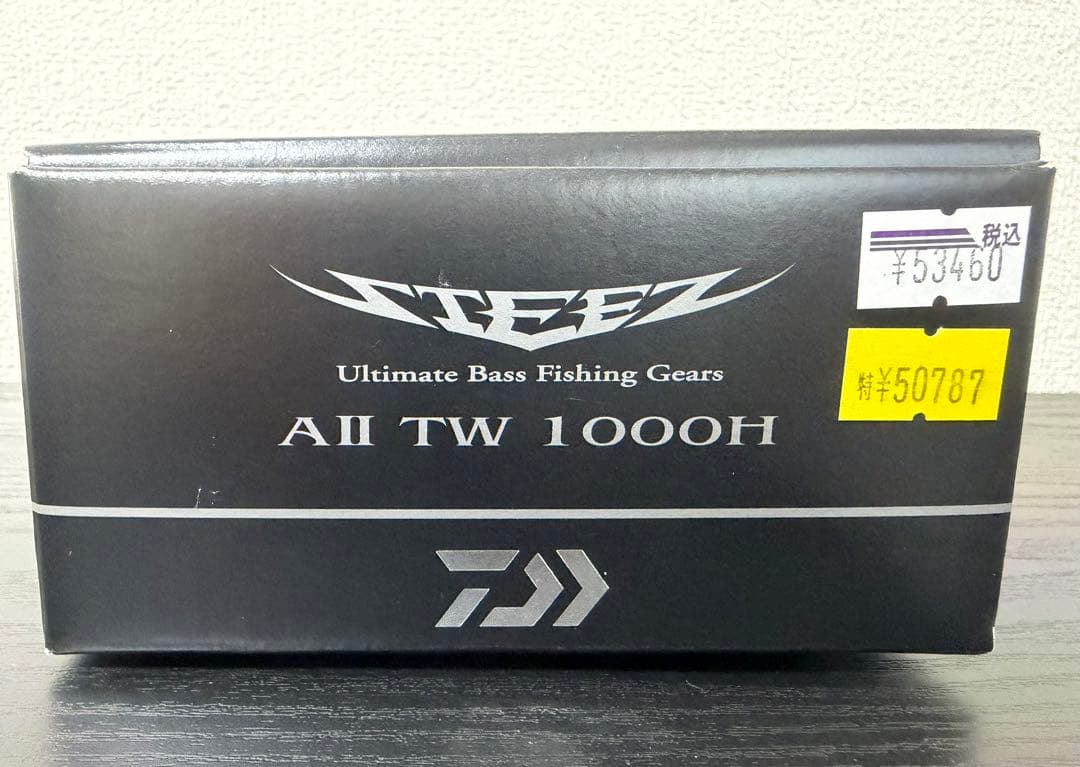 STEEZ
Ultimate Bass Fishing Gears
AII TW 1000H
税込
¥53460
特¥50787